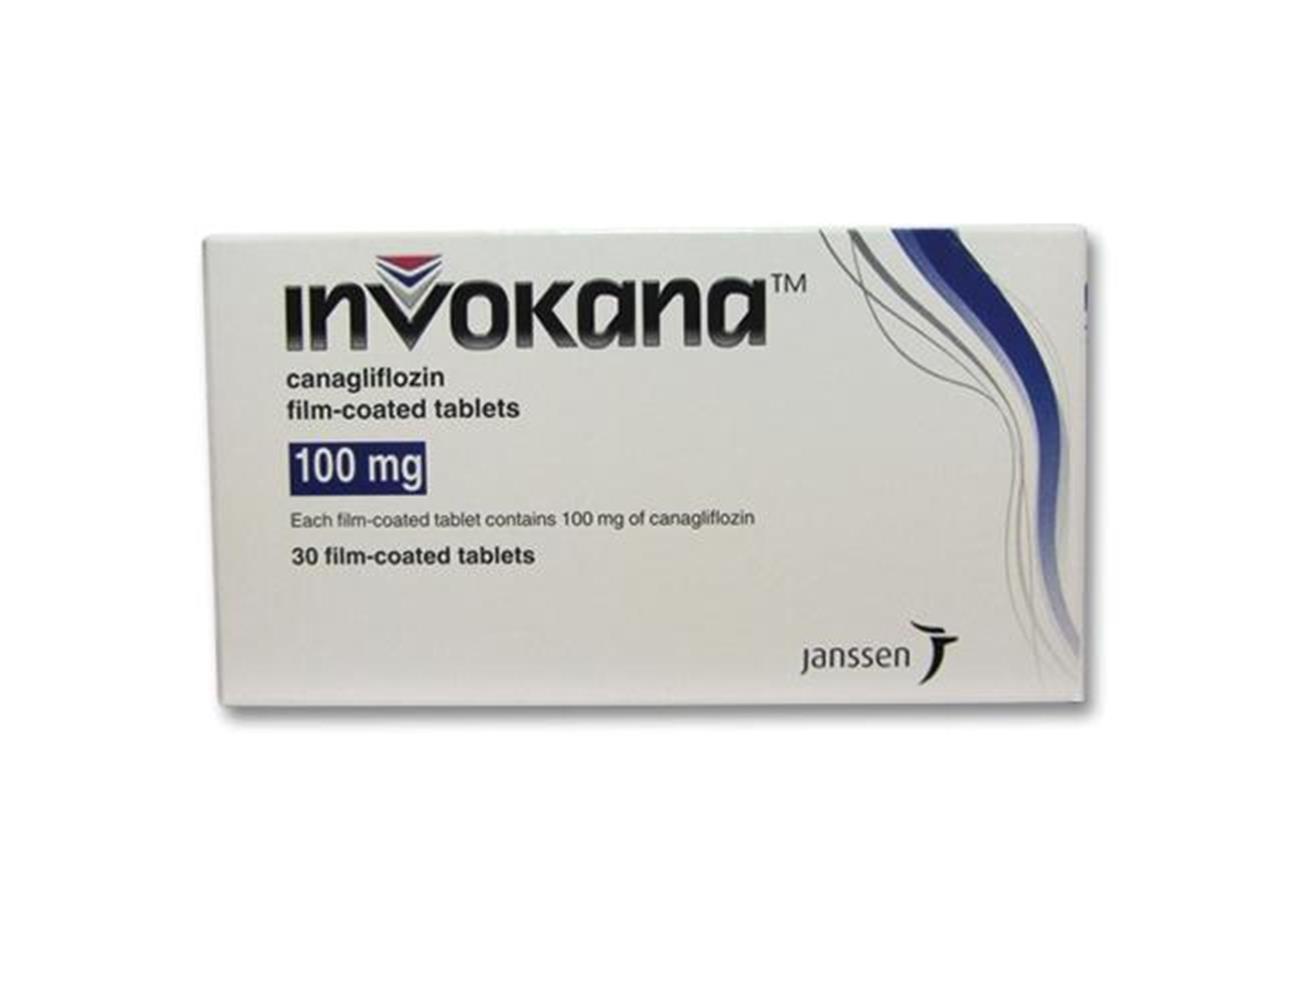 invokana™
canagliflozin
film-coated tablets
100 mg
Each film-coated tablet contains 100 mg of canagliflozin
30 film-coated tablets
janssen